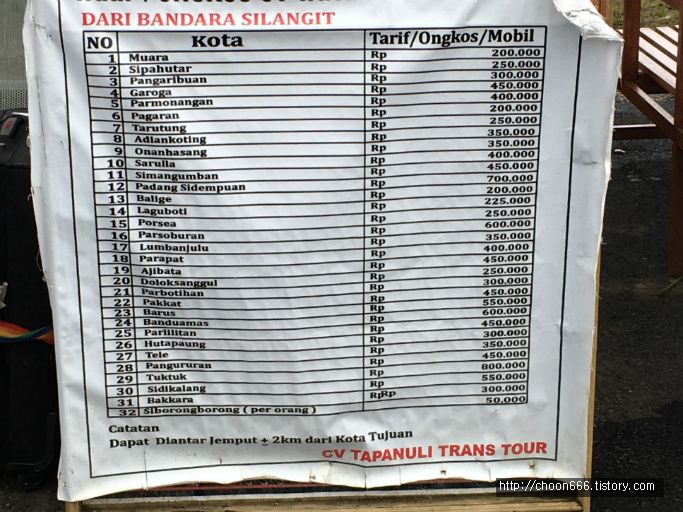 DARI BANDARA SILANGIT
NO Kota Tarif/Ongkos/Mobil
1 Muara Rp 200.000
2 Sipahutar Rp 250.000
3 Pangaribuan Rp 300.000
4 Garoga Rp 450.000
5 Parmonangan Rp 400.000
6 Pagaran Rp 200.000
7 Tarutung Rp 250.000
8 Adiankoting Rp 350.000
9 Onanhasang Rp 350.000
10 Sarulla Rp 400.000
11 Simangumban Rp 450.000
12 Padang Sidempuan Rp 700.000
13 Balige Rp 200.000
14 Laguboti Rp 225.000
15 Porsea Rp 250.000
16 Parsoburan Rp 600.000
17 Lumbanjulu Rp 350.000
18 Parapat Rp 400.000
19 Ajibata Rp 450.000
20 Doloksanggul Rp 250.000
21 Parbotihan Rp 300.000
22 Pakkat Rp 450.000
23 Barus Rp 550.000
24 Banduamas Rp 600.000
25 Parlilitan Rp 450.000
26 Hutapaung Rp 300.000
27 Tele Rp 350.000
28 Pangururan Rp 450.000
29 Tuktuk Rp 800.000
30 Sidikalang Rp 550.000
31 Bakkara Rp 300.000
32 Siborongborong ( per orang ) Rp 50.000
Catatan
Dapat Diantar Jemput ± 2km dari Kota Tujuan
CV TAPANULI TRANS TOUR
http://choon666.tistory.com